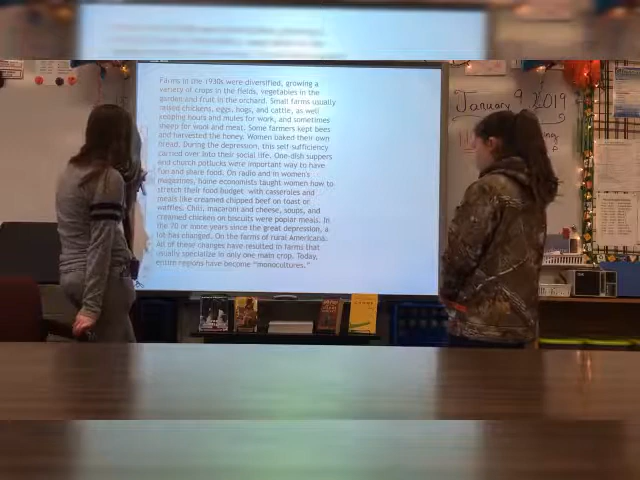 Farms in the 1930s were diversified, growing a
variety of crops in the fields, vegetables in the
garden and fruit in the orchard. Small farms usually
raised chickens, eggs, hogs, and cattle, as well
keeping hours and mules for work, and sometimes
sheep for wool and meat. Some farmers kept bees
and harvested the honey. Women baked their own
bread. During the depression, this self-sufficiency
carried over into their social life. One-dish suppers
and church potlucks were important way to have
fun and share food. On radio and in women's
magazines, home economists taught women how to
stretch their food budget with casseroles and
meals like creamed chipped beef on toast or
waffles. Chili, macaroni and cheese, soups, and
creamed chicken on biscuits were poplar meals. In
the 70 or more years since the great depression, a
lot has changed. On the farms of rural Americana.
All of these changes have resulted in farms that
usually specialize in only one main crop. Today,
entire regions have become "monocultures."
January 9 2019